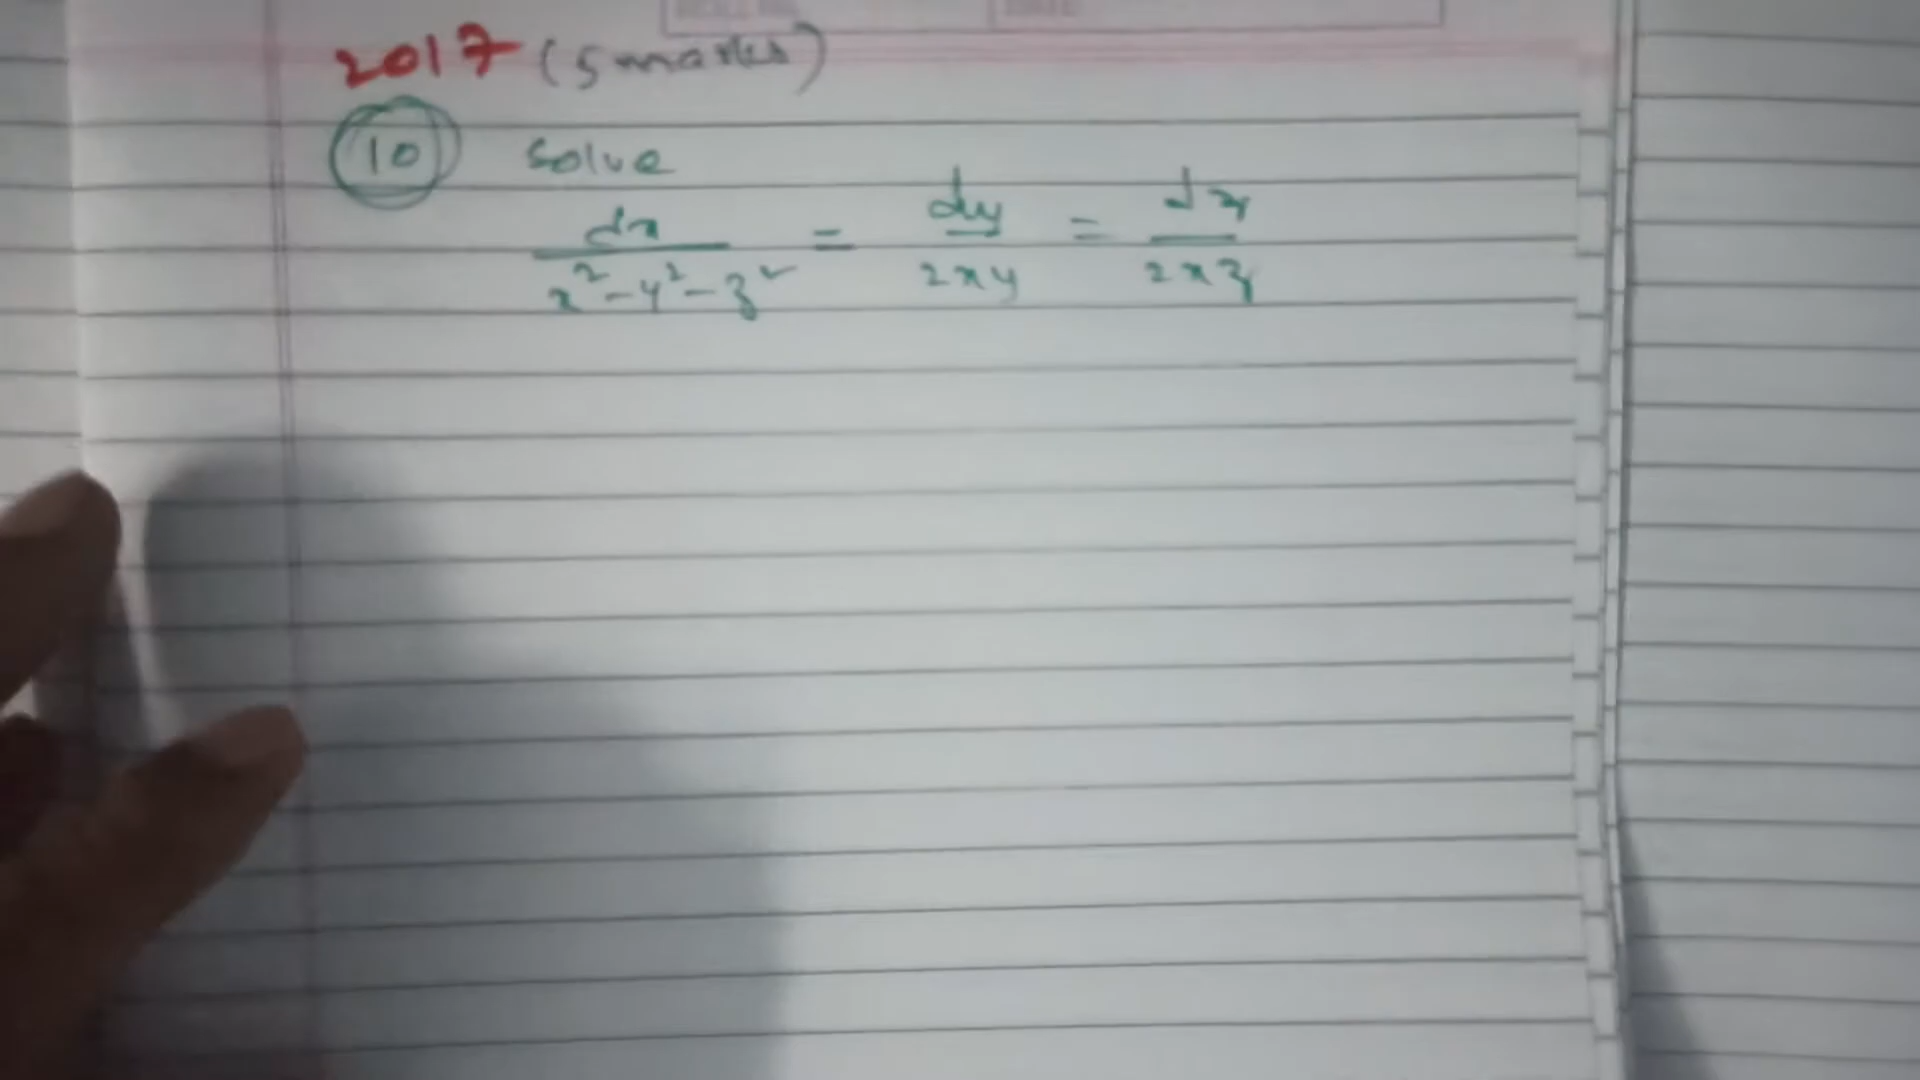 2017 (5 marks)
10 Solve
dx/(x²-y²-z²) = dy/2xy = dz/2xz